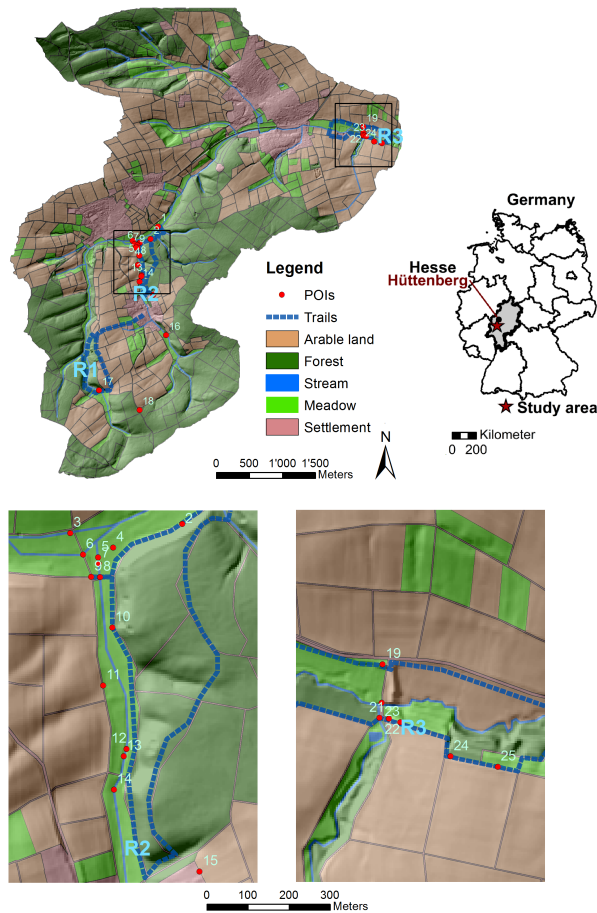 19
23
24
22
R3
1
2
6
7
8
5
4
13
14
R2
16
R1
17
18
Legend
POIs
Trails
Arable land
Forest
Stream
Meadow
Settlement
0 500 1'000 1'500
Meters
N
Germany
Hesse
Hüttenberg
Study area
Kilometer
0 200
2
3
4
5
6
7
9 8
10
11
12
13
14
R2
15
19
21
23
22
R3
24
25
0 100 200 300
Meters